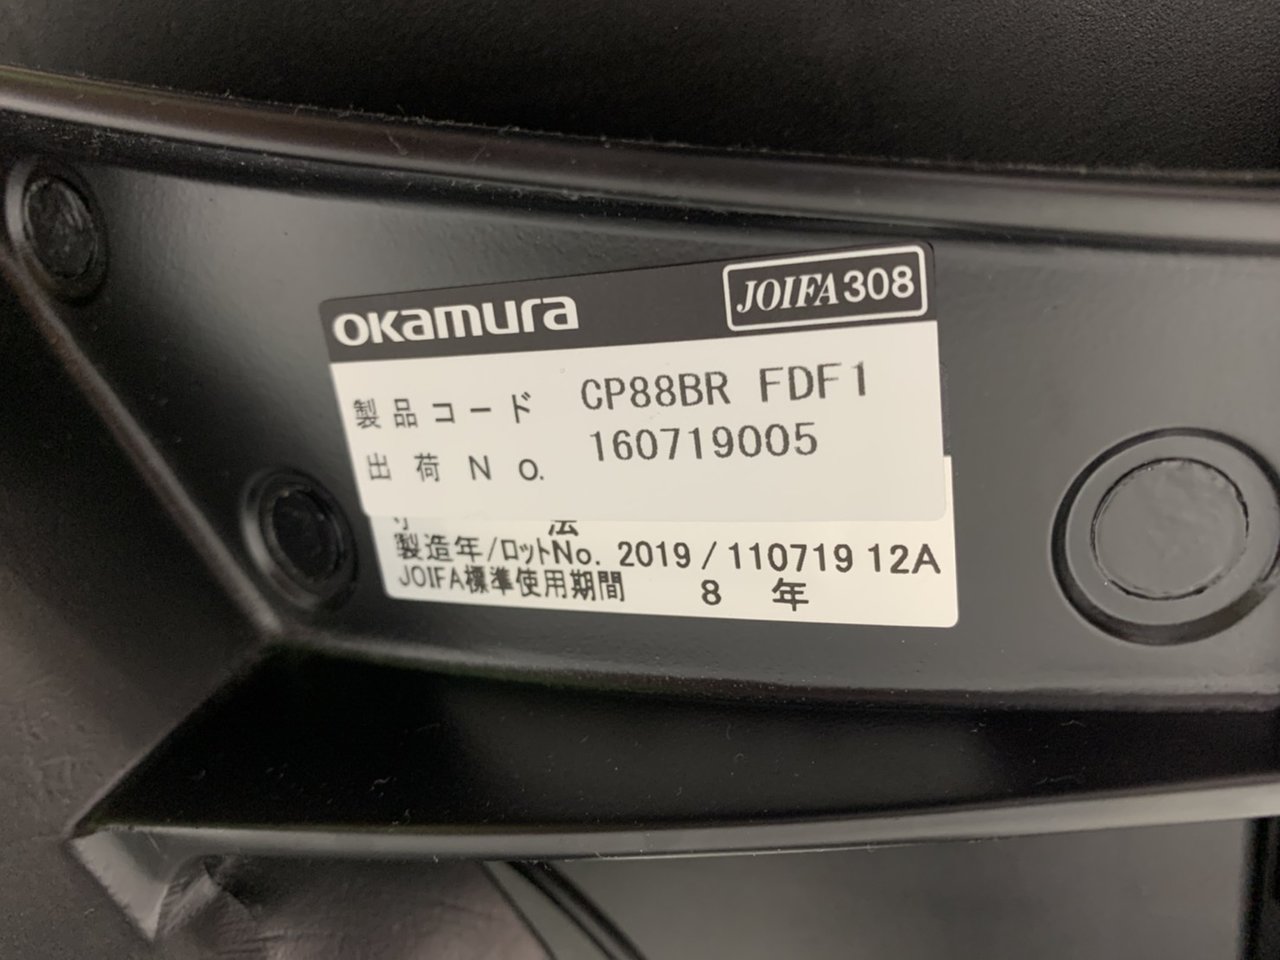 okamura
JOIFA308
製品コード CP88BR FDF1
出荷No. 160719005
法
製造年/ロットNo. 2019 / 110719 12A
JOIFA標準使用期間 8 年